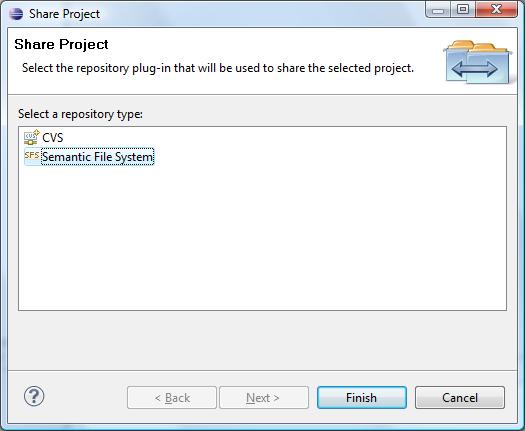 Share Project
Share Project
Select the repository plug-in that will be used to share the selected project.
Select a repository type:
CVS CVS
SFS Semantic File System
? < Back Next > Finish Cancel